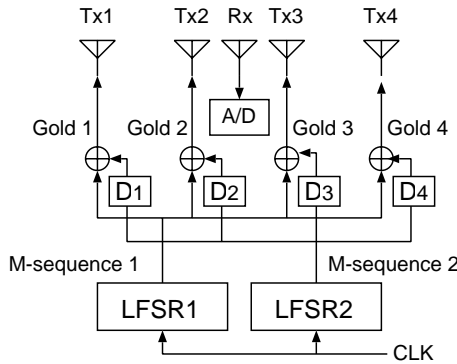 Tx1 Tx2 Rx Tx3 Tx4
A/D
Gold 1 Gold 2 Gold 3 Gold 4
D1 D2 D3 D4
M-sequence 1 M-sequence 2
LFSR1 LFSR2
CLK